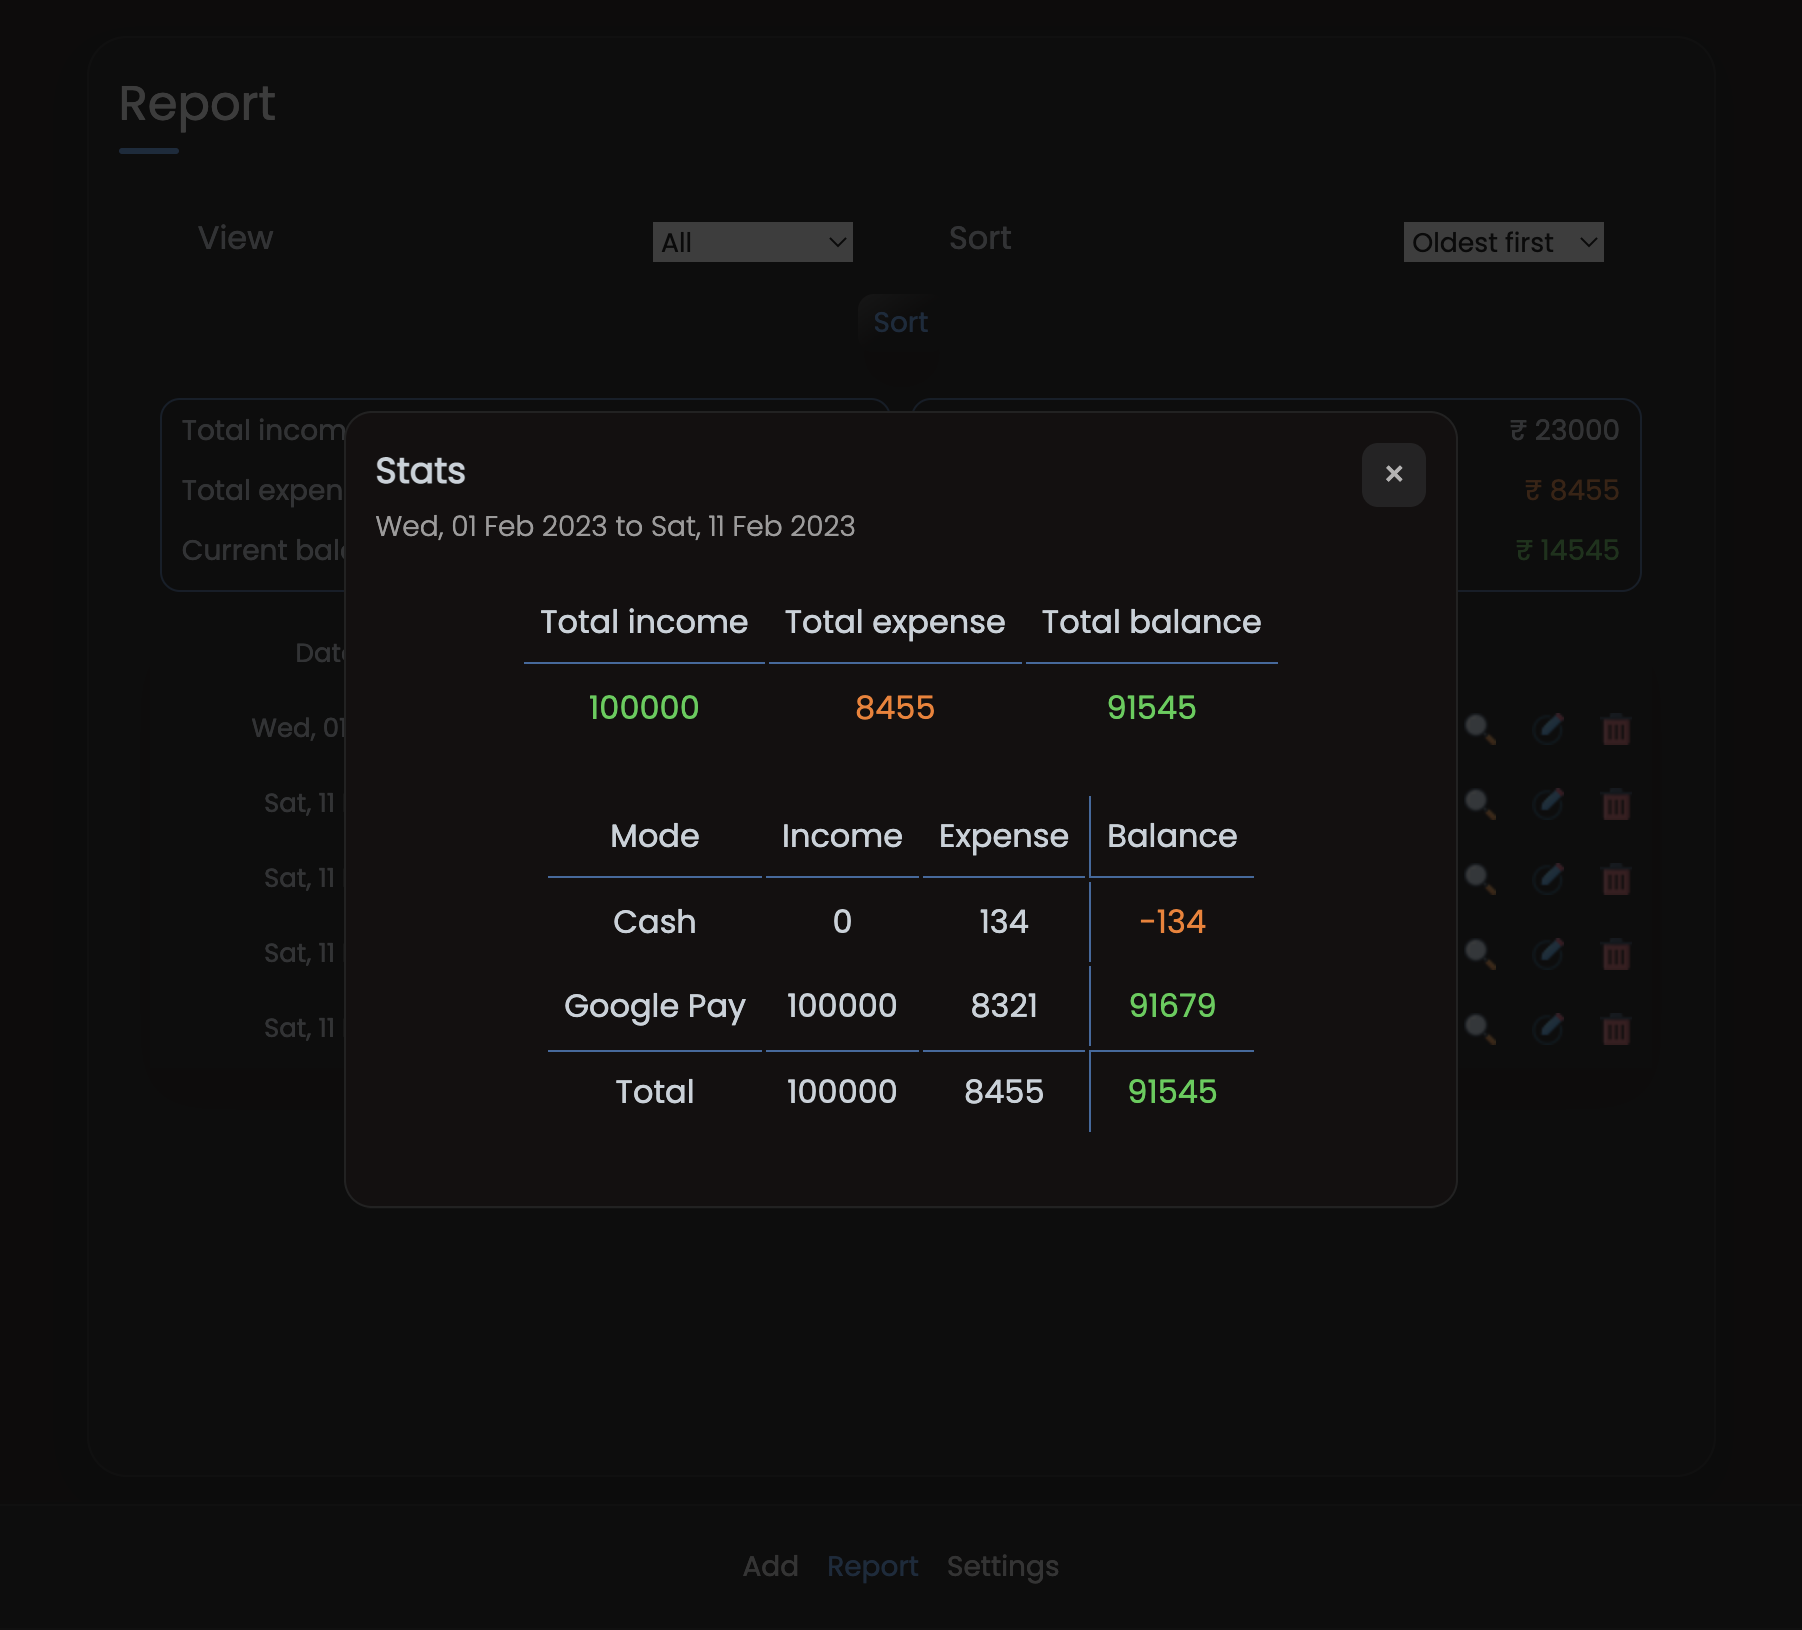 Report
View All Sort Oldest first
Sort
Total incom ₹ 23000
Total expen ₹ 8455
Current bal ₹ 14545
Stats
×
Wed, 01 Feb 2023 to Sat, 11 Feb 2023
Total income Total expense Total balance
100000 8455 91545
Mode Income Expense Balance
Cash 0 134 -134
Google Pay 100000 8321 91679
Total 100000 8455 91545
Dat
Wed, 01
Sat, 11
Sat, 11
Sat, 11
Sat, 11
Add Report Settings